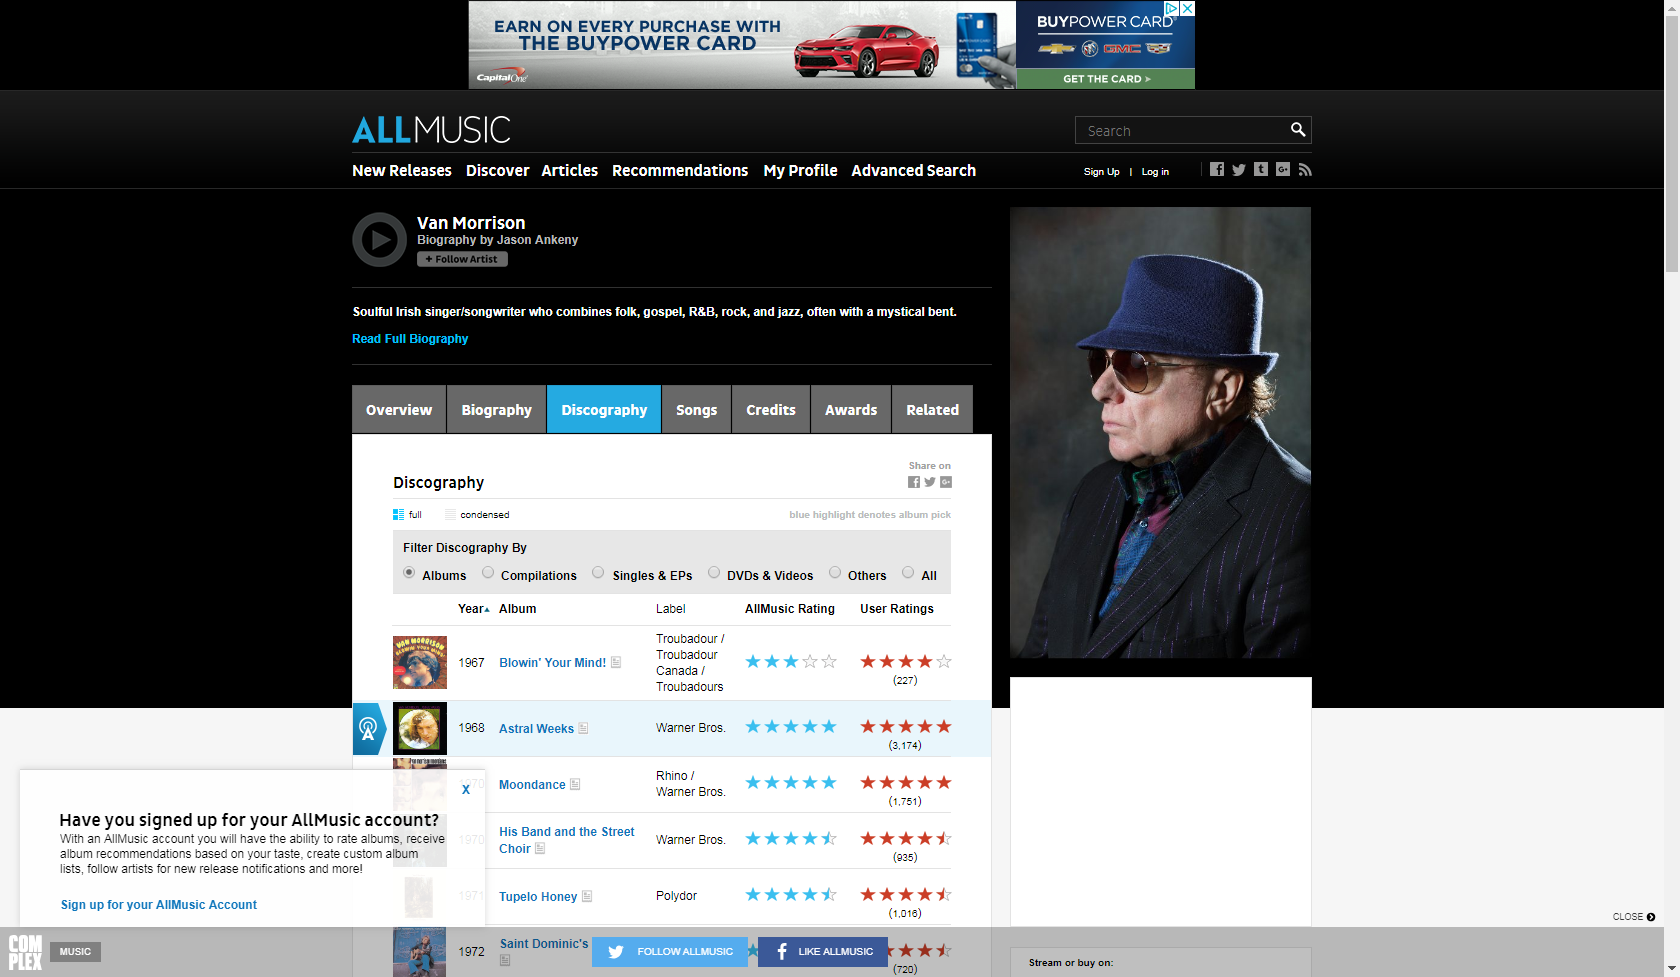 EARN ON EVERY PURCHASE WITH
THE BUYPOWER CARD
CapitalOne
BUYPOWER CARD
GMC
GET THE CARD
ALLMUSIC
Search
New Releases Discover Articles Recommendations My Profile Advanced Search
Sign Up | Log in
Van Morrison
Biography by Jason Ankeny
+ Follow Artist
Soulful Irish singer/songwriter who combines folk, gospel, R&B, rock, and jazz, often with a mystical bent.
Read Full Biography
Overview Biography Discography Songs Credits Awards Related
Share on
Discography
full condensed blue highlight denotes album pick
Filter Discography By
Albums Compilations Singles & EPs DVDs & Videos Others All
Year Album Label AllMusic Rating User Ratings
VAN MORRISON
BLOWIN' YOUR MIND!
1967 Blowin' Your Mind! Troubadour / Troubadour Canada / Troubadours
(227)
1968 Astral Weeks Warner Bros.
(3,174)
1970 Moondance Rhino / Warner Bros.
(1,751)
1970 His Band and the Street Choir Warner Bros.
(935)
1971 Tupelo Honey Polydor
(1,016)
1972 Saint Dominic's
(720)
X
Have you signed up for your AllMusic account?
With an AllMusic account you will have the ability to rate albums, receive
album recommendations based on your taste, create custom album
lists, follow artists for new release notifications and more!
Sign up for your AllMusic Account
CLOSE
COMPLEX
MUSIC
FOLLOW ALLMUSIC
LIKE ALLMUSIC
Stream or buy on: